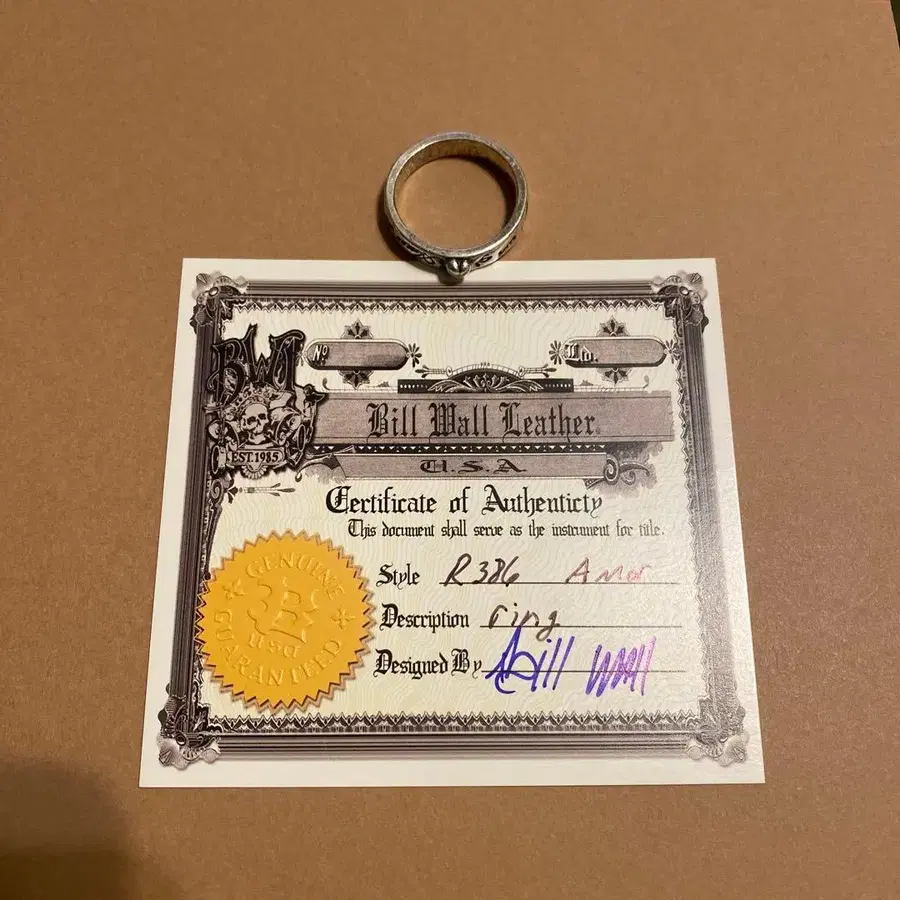 BWL
EST. 1985
Nº
Ltd.
Bill Wall Leather
U.S.A
Certificate of Authenticty
This document shall serve as the instrument for title.
Style R386 Amor
Description ring
Designed By Bill Wall
GENUINE
B
USA
GUARANTEED